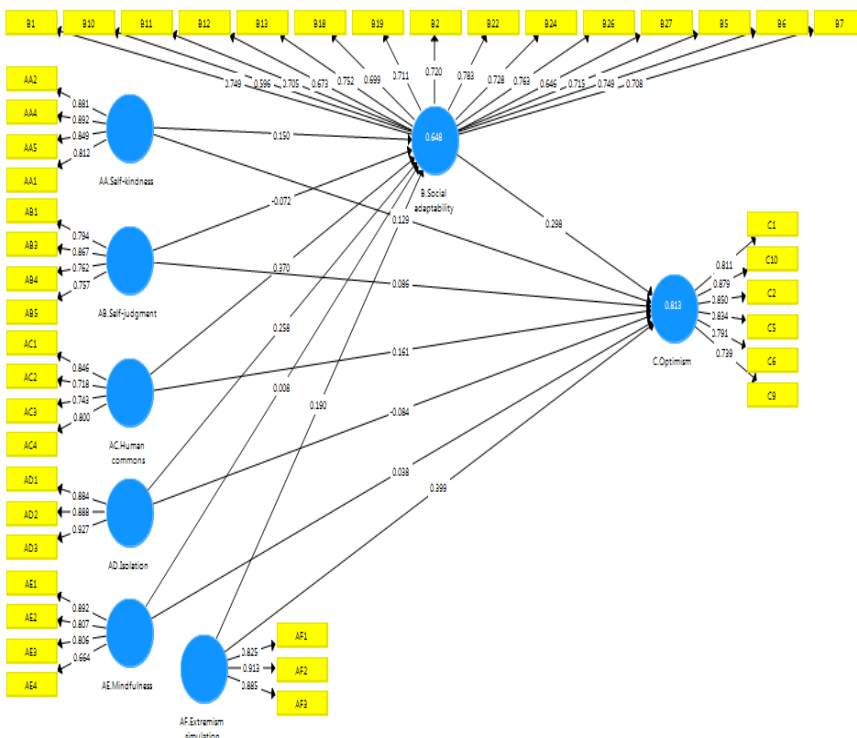 B1 B10 B11 B12 B13 B18 B19 B2 B22 B24 B26 B27 B5 B6 B7
0.749 0.596 0.705 0.673 0.752 0.699 0.711 0.720 0.783 0.728 0.763 0.646 0.715 0.749 0.708
AA2
AA4
AA5
AA1
0.881
0.892
0.849
0.812
AA.Self-kindness
0.150
0.129
0.648
B.Social
adaptability
0.298
AB1
AB3
AB4
AB5
0.794
0.867
0.762
0.757
AB.Self-judgment
-0.072
0.086
AC1
AC2
AC3
AC4
0.846
0.718
0.743
0.800
AC.Human
commons
0.370
0.161
AD1
AD2
AD3
0.884
0.888
0.927
AD.Isolation
0.258
-0.084
AE1
AE2
AE3
AE4
0.892
0.807
0.806
0.664
AE.Mindfulness
0.008
0.038
AF.Extremism
simulation
0.190
0.399
0.825
0.913
0.885
AF1
AF2
AF3
0.813
C.Optimism
0.811
0.879
0.850
0.834
0.791
0.739
C1
C10
C2
C5
C6
C9